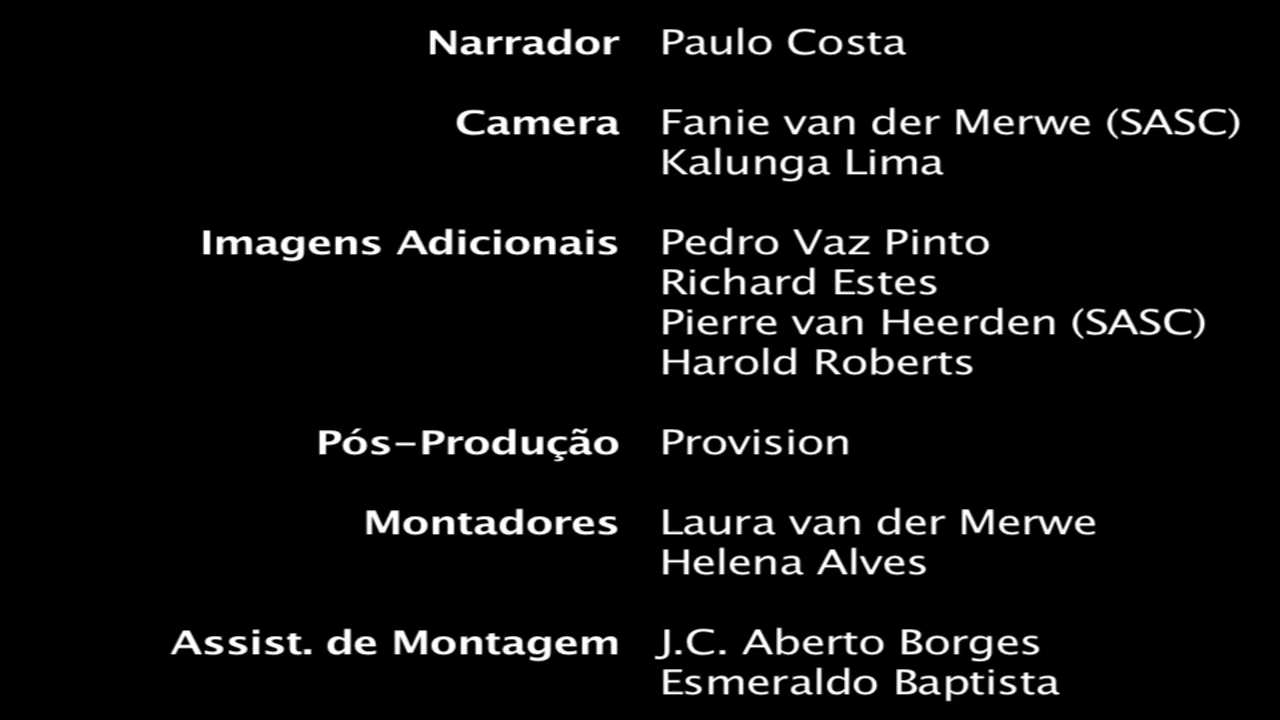 Narrador Paulo Costa
Camera Fanie van der Merwe (SASC)
Kalunga Lima
Imagens Adicionais Pedro Vaz Pinto
Richard Estes
Pierre van Heerden (SASC)
Harold Roberts
Pós-Produção Provision
Montadores Laura van der Merwe
Helena Alves
Assist. de Montagem J.C. Aberto Borges
Esmeraldo Baptista